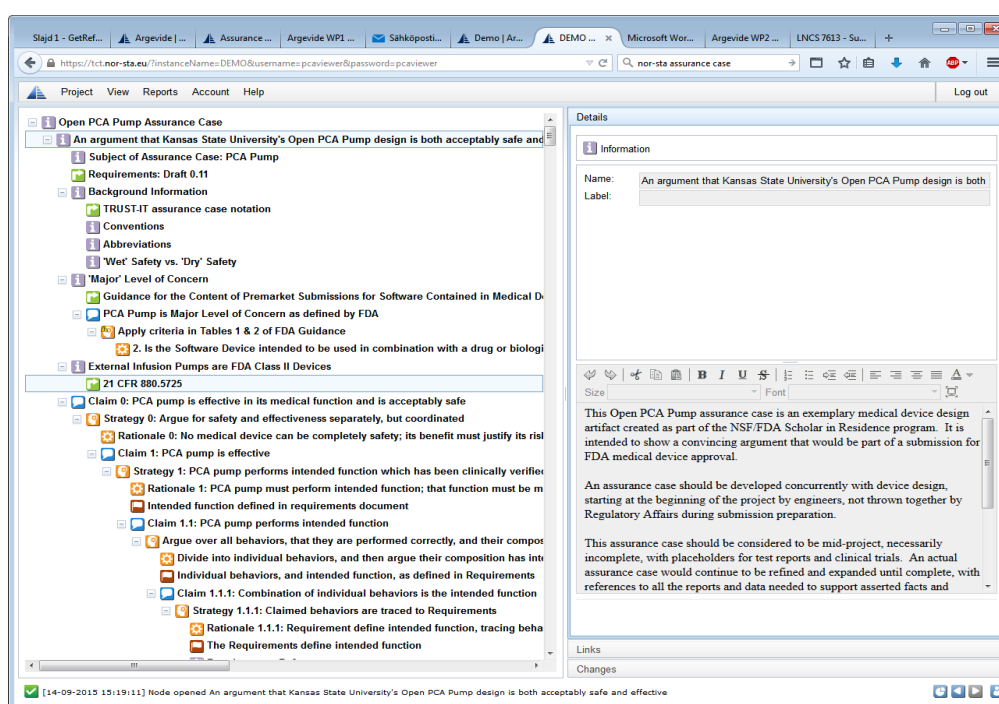 Slajd 1 - GetRef...
Argevide | ...
Assurance ...
Argevide WP1 ...
Sähköposti...
Demo | Ar...
DEMO ...
Microsoft Wor...
Argevide WP2 ...
LNCS 7613 - Su...
https://tct.nor-sta.eu/?instanceName=DEMO&username=pcaviewer&password=pcaviewer
nor-sta assurance case
ABP
Project View Reports Account Help
Log out
Open PCA Pump Assurance Case
An argument that Kansas State University's Open PCA Pump design is both acceptably safe and
Subject of Assurance Case: PCA Pump
Requirements: Draft 0.11
Background Information
TRUST-IT assurance case notation
Conventions
Abbreviations
'Wet' Safety vs. 'Dry' Safety
'Major' Level of Concern
Guidance for the Content of Premarket Submissions for Software Contained in Medical De
PCA Pump is Major Level of Concern as defined by FDA
Apply criteria in Tables 1 & 2 of FDA Guidance
2. Is the Software Device intended to be used in combination with a drug or biologi
External Infusion Pumps are FDA Class II Devices
21 CFR 880.5725
Claim 0: PCA pump is effective in its medical function and is acceptably safe
Strategy 0: Argue for safety and effectiveness separately, but coordinated
Rationale 0: No medical device can be completely safety; its benefit must justify its risl
Claim 1: PCA pump is effective
Strategy 1: PCA pump performs intended function which has been clinically verifie
Rationale 1: PCA pump must perform intended function; that function must be m
Intended function defined in requirements document
Claim 1.1: PCA pump performs intended function
Argue over all behaviors, that they are performed correctly, and their compos
Divide into individual behaviors, and then argue their composition has inte
Individual behaviors, and intended function, as defined in Requirements
Claim 1.1.1: Combination of individual behaviors is the intended function
Strategy 1.1.1: Claimed behaviors are traced to Requirements
Rationale 1.1.1: Requirement define intended function, tracing beha
The Requirements define intended function
Details
Information
Name: An argument that Kansas State University's Open PCA Pump design is both
Label:
B I U S A
Size Font
This Open PCA Pump assurance case is an exemplary medical device design
artifact created as part of the NSF/FDA Scholar in Residence program. It is
intended to show a convincing argument that would be part of a submission for
FDA medical device approval.
An assurance case should be developed concurrently with device design,
starting at the beginning of the project by engineers, not thrown together by
Regulatory Affairs during submission preparation.
This assurance case should be considered to be mid-project, necessarily
incomplete, with placeholders for test reports and clinical trials. An actual
assurance case would continue to be refined and expanded until complete, with
references to all the reports and data needed to support asserted facts and
Links
Changes
[14-09-2015 15:19:11] Node opened An argument that Kansas State University's Open PCA Pump design is both acceptably safe and effective